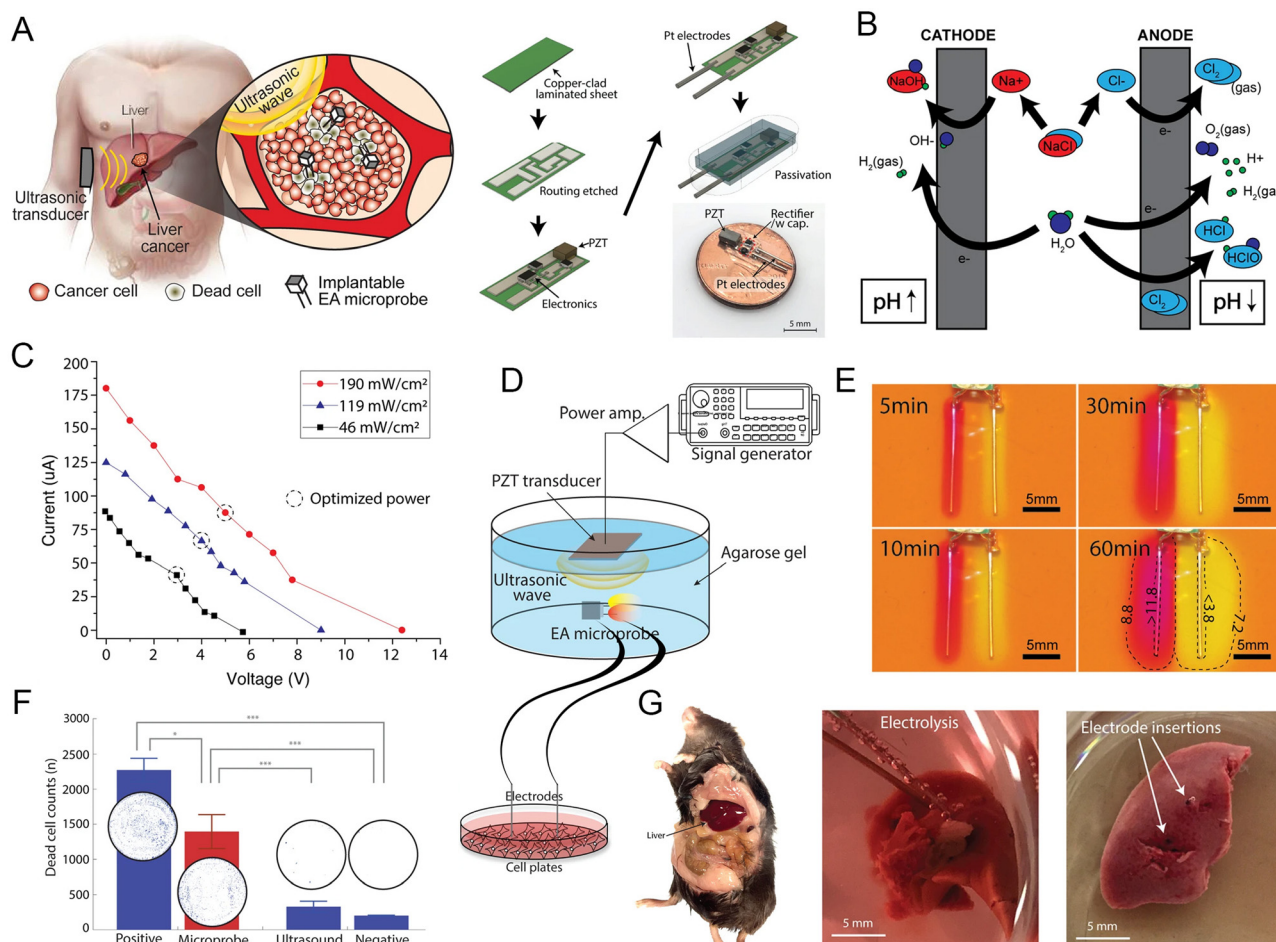 A
Ultrasonic
wave
Liver
Ultrasonic
transducer
Liver
cancer
Cancer cell
Dead cell
Implantable
EA microprobe
Copper-clad
laminated sheet
Routing etched
PZT
Electronics
Pt electrodes
Passivation
PZT
Rectifier
/w cap.
Pt electrodes
5 mm
B
CATHODE
ANODE
NaOH
Na+
Cl-
Cl2
(gas)
e-
O2(gas)
OH-
NaCl
H+
H2(gas)
H2(ga
e-
HCl
H2O
HClO
e-
Cl2
pH ↑
pH ↓
C
Current (uA)
200
175
150
125
100
75
50
25
0
0
2
4
6
8
10
12
14
Voltage (V)
190 mW/cm²
119 mW/cm²
46 mW/cm²
Optimized power
D
Power amp.
Signal generator
PZT transducer
Agarose gel
Ultrasonic
wave
EA microprobe
Electrodes
Cell plates
E
5min
5mm
30min
5mm
10min
5mm
60min
8.8
>11.8
<3.8
7.2
5mm
F
Dead cell counts (n)
3000
2500
2000
1500
1000
500
0
***
*
***
***
Positive
Microprobe
Ultrasound
Negative
G
Liver
Electrolysis
5 mm
Electrode insertions
5 mm